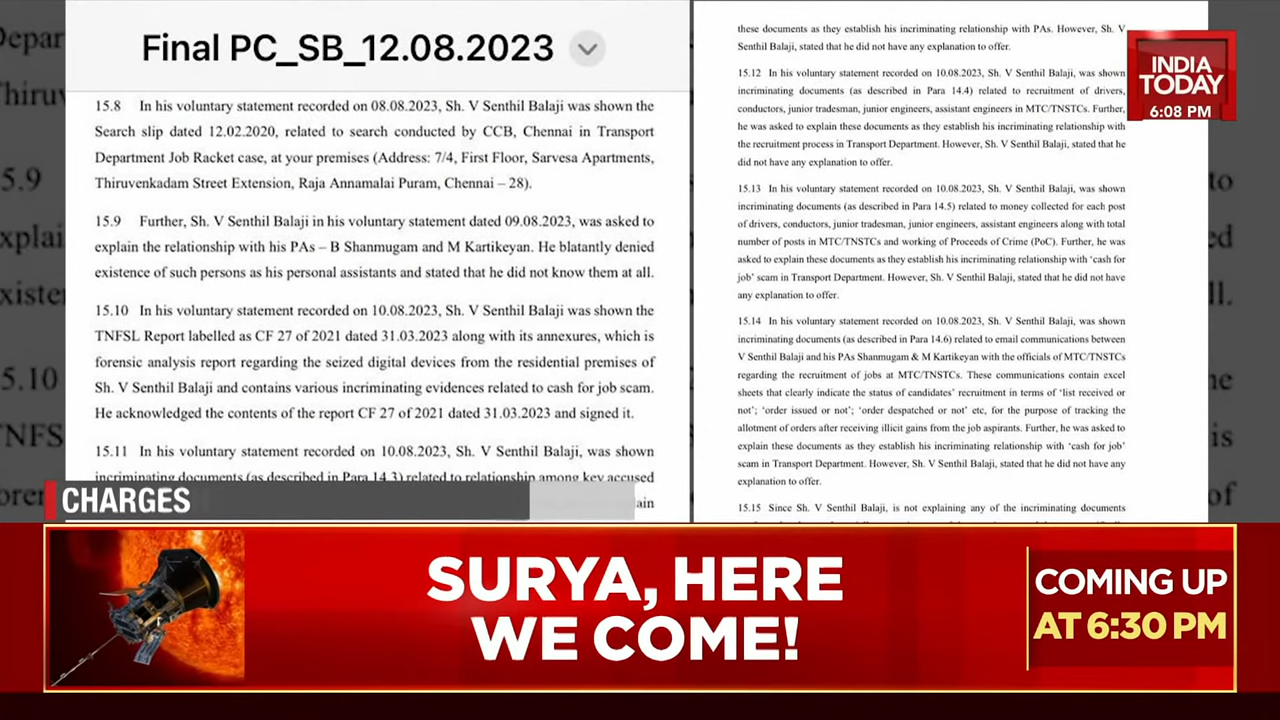 Final PC_SB_12.08.2023
15.8 In his voluntary statement recorded on 08.08.2023, Sh. V Senthil Balaji was shown the
Search slip dated 12.02.2020, related to search conducted by CCB, Chennai in Transport
Department Job Racket case, at your premises (Address: 7/4, First Floor, Sarvesa Apartments,
Thiruvenkadam Street Extension, Raja Annamalai Puram, Chennai – 28).
15.9 Further, Sh. V Senthil Balaji in his voluntary statement dated 09.08.2023, was asked to
explain the relationship with his PAs – B Shanmugam and M Kartikeyan. He blatantly denied
existence of such persons as his personal assistants and stated that he did not know them at all.
15.10 In his voluntary statement recorded on 10.08.2023, Sh. V Senthil Balaji was shown the
TNFSL Report labelled as CF 27 of 2021 dated 31.03.2023 along with its annexures, which is
forensic analysis report regarding the seized digital devices from the residential premises of
Sh. V Senthil Balaji and contains various incriminating evidences related to cash for job scam.
He acknowledged the contents of the report CF 27 of 2021 dated 31.03.2023 and signed it.
15.11 In his voluntary statement recorded on 10.08.2023, Sh. V Senthil Balaji was shown
incriminating documents (as described in Para 14.3) related to relationship among key accused
these documents as they establish his incriminating relationship with PAs. However, Sh. V
Senthil Balaji, stated that he did not have any explanation to offer.
15.12 In his voluntary statement recorded on 10.08.2023, Sh. V Senthil Balaji, was shown
incriminating documents (as described in Para 14.4) related to recruitment of drivers,
conductors, junior tradesman, junior engineers, assistant engineers in MTC/TNSTCs. Further,
he was asked to explain these documents as they establish his incriminating relationship with
the recruitment process in Transport Department. However, Sh. V Senthil Balaji, stated that he
did not have any explanation to offer.
15.13 In his voluntary statement recorded on 10.08.2023, Sh. V Senthil Balaji, was shown
incriminating documents (as described in Para 14.5) related to money collected for each post
of drivers, conductors, junior tradesman, junior engineers, assistant engineers along with total
number of posts in MTC/TNSTCs and working of Proceeds of Crime (PoC). Further, he was
asked to explain these documents as they establish his incriminating relationship with ‘cash for
job’ scam in Transport Department. However, Sh. V Senthil Balaji, stated that he did not have
any explanation to offer.
15.14 In his voluntary statement recorded on 10.08.2023, Sh. V Senthil Balaji, was shown
incriminating documents (as described in Para 14.6) related to email communications between
V Senthil Balaji and his PAs Shanmugam & M Kartikeyan with the officials of MTC/TNSTCs
regarding the recruitment of jobs at MTC/TNSTCs. These communications contain excel
sheets that clearly indicate the status of candidates’ recruitment in terms of ‘list received or
not’; ‘order issued or not’; ‘order despatched or not’ etc, for the purpose of tracking the
allotment of orders after receiving illicit gains from the job aspirants. Further, he was asked to
explain these documents as they establish his incriminating relationship with ‘cash for job’
scam in Transport Department. However, Sh. V Senthil Balaji, stated that he did not have any
explanation to offer.
15.15 Since Sh. V Senthil Balaji, is not explaining any of the incriminating documents
INDIA
TODAY
6:08 PM
CHARGES
SURYA, HERE
WE COME!
COMING UP
AT 6:30 PM